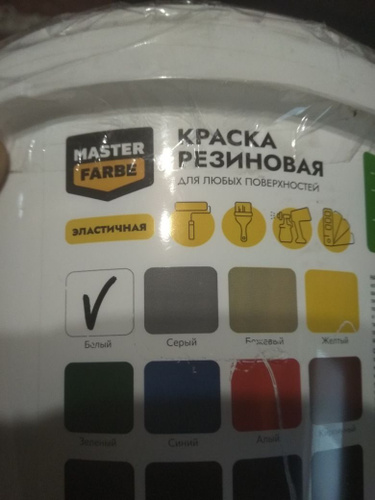 MASTER
FARBE
КРАСКА
РЕЗИНОВАЯ
ДЛЯ ЛЮБЫХ ПОВЕРХНОСТЕЙ
ЭЛАСТИЧНАЯ
Белый Серый Бежевый Желтый
Зеленый Синий Алый